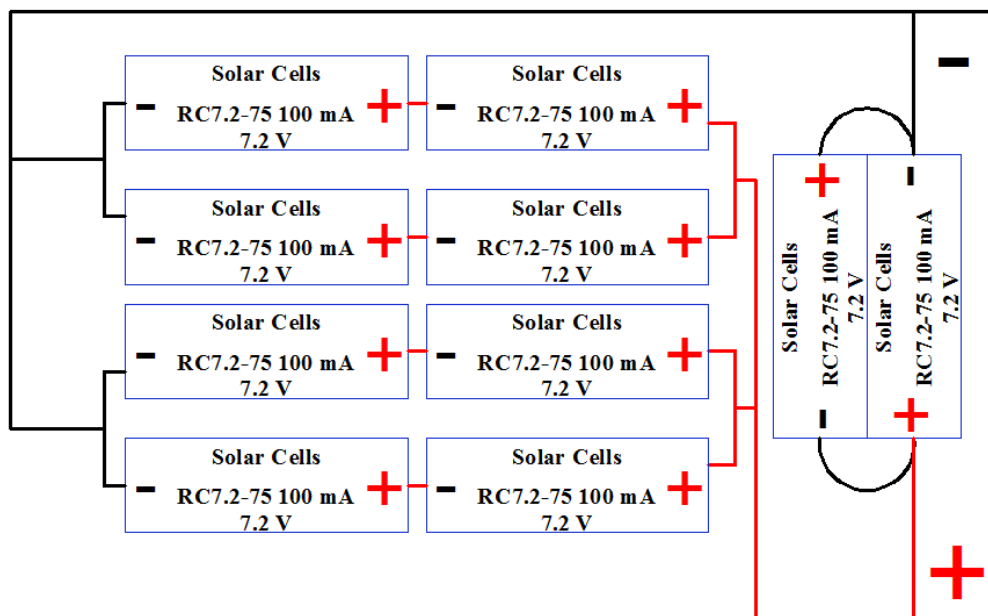 -
Solar Cells
- RC7.2-75 100 mA +
7.2 V
Solar Cells
- RC7.2-75 100 mA +
7.2 V
Solar Cells
- RC7.2-75 100 mA +
7.2 V
Solar Cells
- RC7.2-75 100 mA +
7.2 V
Solar Cells
- RC7.2-75 100 mA +
7.2 V
Solar Cells
- RC7.2-75 100 mA +
7.2 V
Solar Cells
- RC7.2-75 100 mA +
7.2 V
Solar Cells
- RC7.2-75 100 mA +
7.2 V
Solar Cells
- RC7.2-75 100 mA +
7.2 V
Solar Cells
+ RC7.2-75 100 mA -
7.2 V
+